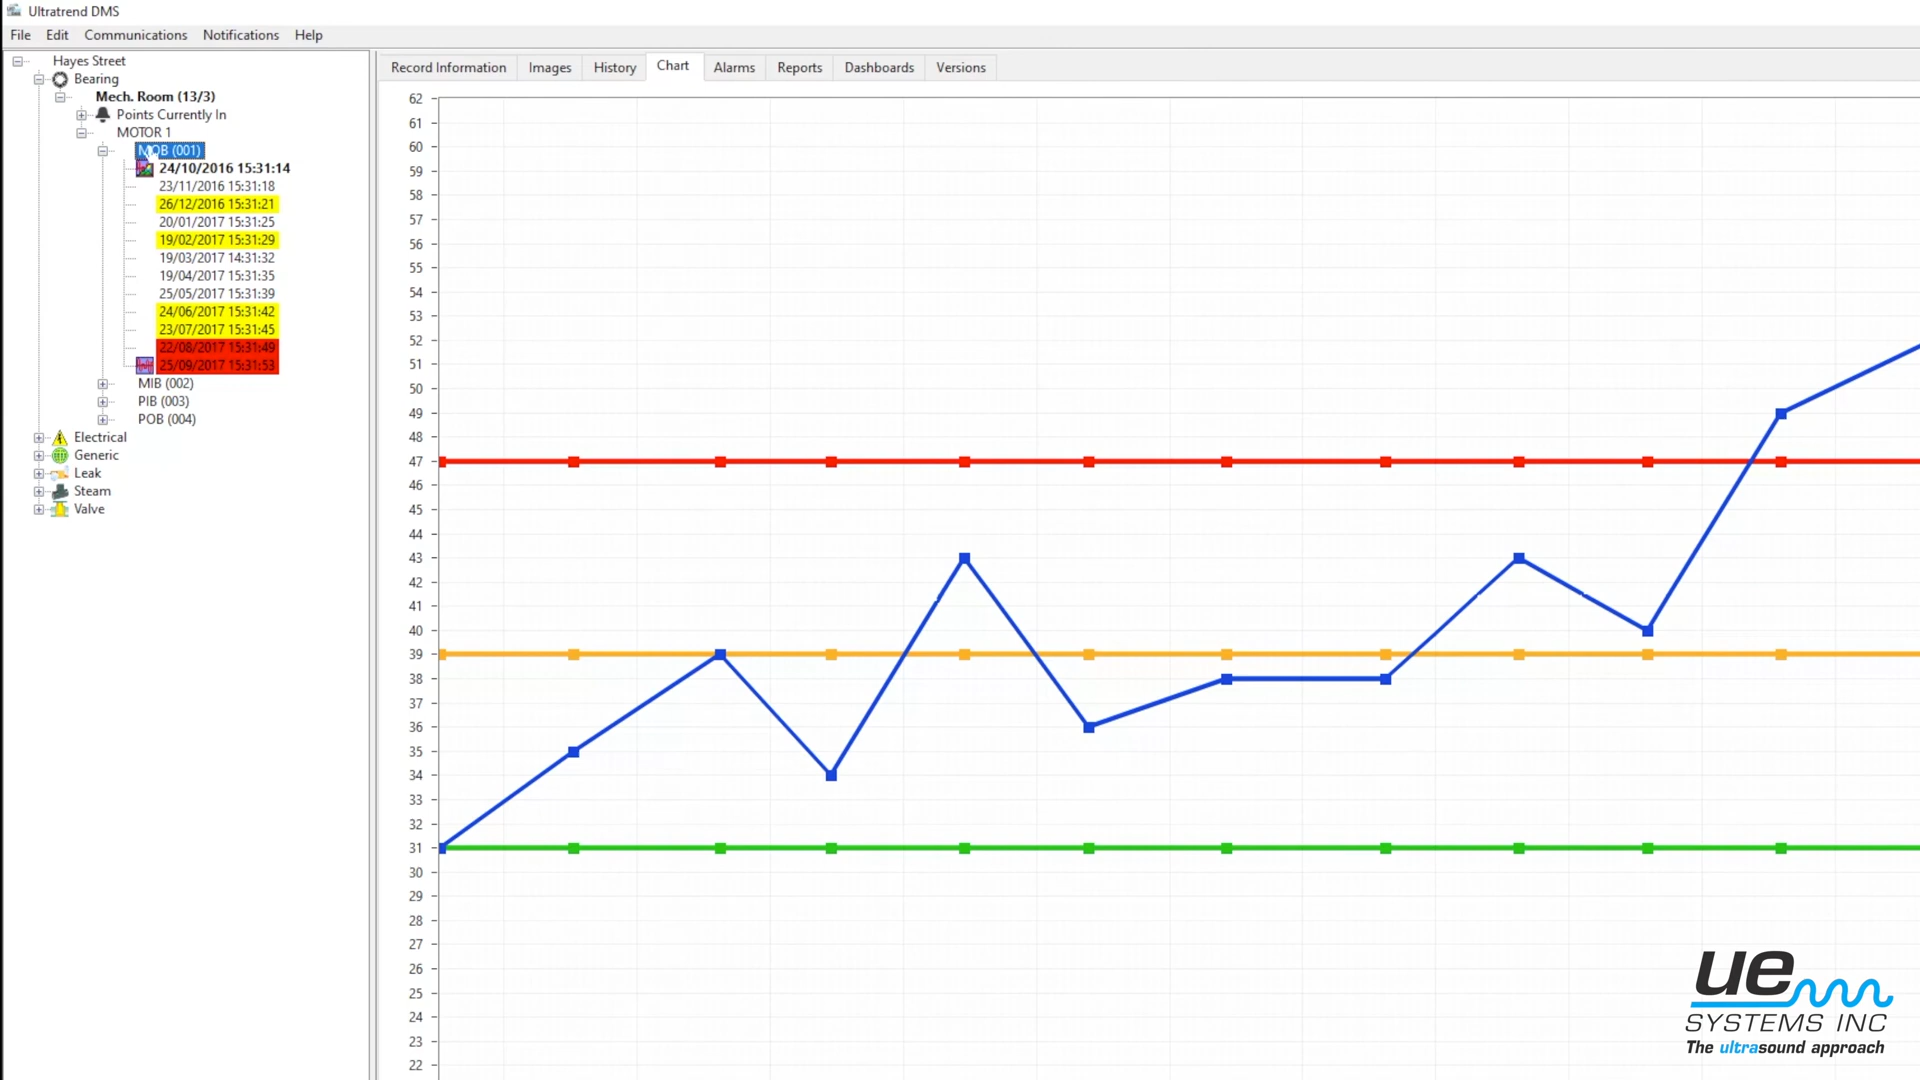 Ultratrend DMS
File Edit Communications Notifications Help
Hayes Street
Bearing
Mech. Room (13/3)
Points Currently In
MOTOR 1
MOB (001)
24/10/2016 15:31:14
23/11/2016 15:31:18
26/12/2016 15:31:21
20/01/2017 15:31:25
19/02/2017 15:31:29
19/03/2017 14:31:32
19/04/2017 15:31:35
25/05/2017 15:31:39
24/06/2017 15:31:42
23/07/2017 15:31:45
22/08/2017 15:31:49
25/09/2017 15:31:53
MIB (002)
PIB (003)
POB (004)
Electrical
Generic
Leak
Steam
Valve
Record Information Images History Chart Alarms Reports Dashboards Versions
62
61
60
59
58
57
56
55
54
53
52
51
50
49
48
47
46
45
44
43
42
41
40
39
38
37
36
35
34
33
32
31
30
29
28
27
26
25
24
23
22
ue
SYSTEMS INC
The ultrasound approach